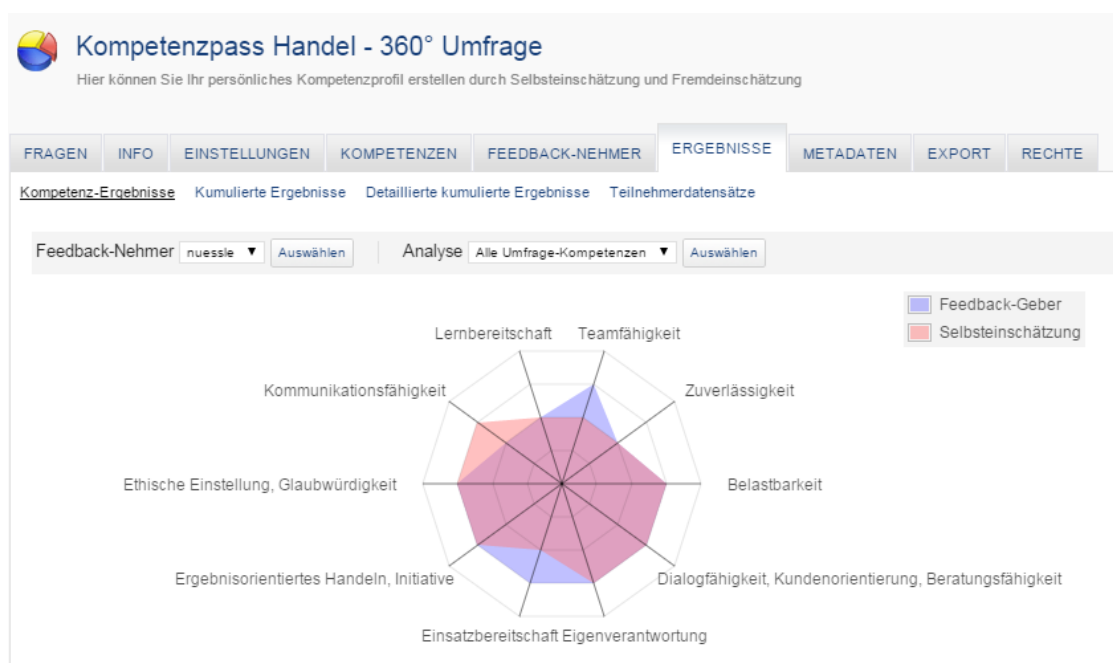 Kompetenzpass Handel - 360° Umfrage
Hier können Sie Ihr persönliches Kompetenzprofil erstellen durch Selbsteinschätzung und Fremdeinschätzung
FRAGEN INFO EINSTELLUNGEN KOMPETENZEN FEEDBACK-NEHMER ERGEBNISSE METADATEN EXPORT RECHTE
Kompetenz-Ergebnisse Kumulierte Ergebnisse Detaillierte kumulierte Ergebnisse Teilnehmerdatensätze
Feedback-Nehmer nuessle Auswählen Analyse Alle Umfrage-Kompetenzen Auswählen
Feedback-Geber
Selbsteinschätzung
Lernbereitschaft Teamfähigkeit
Kommunikationsfähigkeit Zuverlässigkeit
Ethische Einstellung, Glaubwürdigkeit Belastbarkeit
Ergebnisorientiertes Handeln, Initiative Dialogfähigkeit, Kundenorientierung, Beratungsfähigkeit
Einsatzbereitschaft Eigenverantwortung